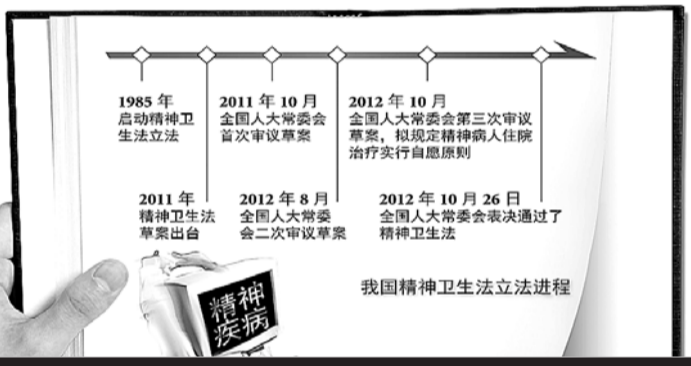 1985 年
启动精神卫
生法立法
2011 年 10 月
全国人大常委会
首次审议草案
2012 年 10 月
全国人大常委会第三次审议
草案，拟规定精神病人住院
治疗实行自愿原则
2011 年
精神卫生法
草案出台
2012 年 8 月
全国人大常委
会二次审议草案
2012 年 10 月 26 日
全国人大常委会表决通过了
精神卫生法
我国精神卫生法立法进程
精神
疾病